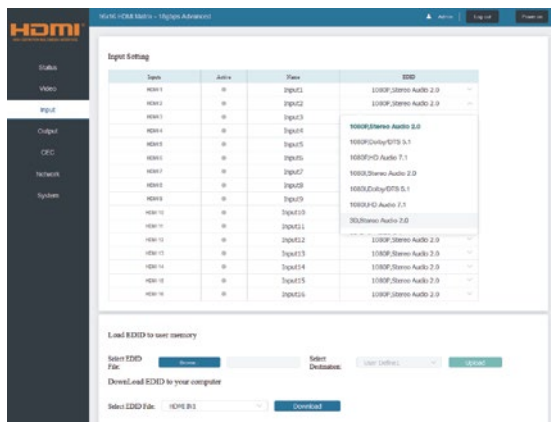 HDMI
16x16 HDMI Matrix - 18gbps Advanced
Admin
Log out
Power on
Status
Video
Input
Output
CEC
Network
System
Input Setting
Inputs Active Name EDID
HDMI 1 Input1 1080P,Stereo Audio 2.0
HDMI 2 Input2 1080P,Stereo Audio 2.0
HDMI 3 Input3
HDMI 4 Input4
HDMI 5 Input5
HDMI 6 Input6
HDMI 7 Input7
HDMI 8 Input8
HDMI 9 Input9
HDMI 10 Input10
HDMI 11 Input11
HDMI 12 Input12 1080P,Stereo Audio 2.0
HDMI 13 Input13 1080P,Stereo Audio 2.0
HDMI 14 Input14 1080P,Stereo Audio 2.0
HDMI 15 Input15 1080P,Stereo Audio 2.0
HDMI 16 Input16 1080P,Stereo Audio 2.0
1080P,Stereo Audio 2.0
1080P,Dolby/DTS 5.1
1080P,HD Audio 7.1
1080I,Stereo Audio 2.0
1080I,Dolby/DTS 5.1
1080I,HD Audio 7.1
3D,Stereo Audio 2.0
Load EDID to user memory
Select EDID
File:
Browse
Select
Destination:
User Define1
Upload
DownLoad EDID to your computer
Select EDID File: HDMI IN1 Download